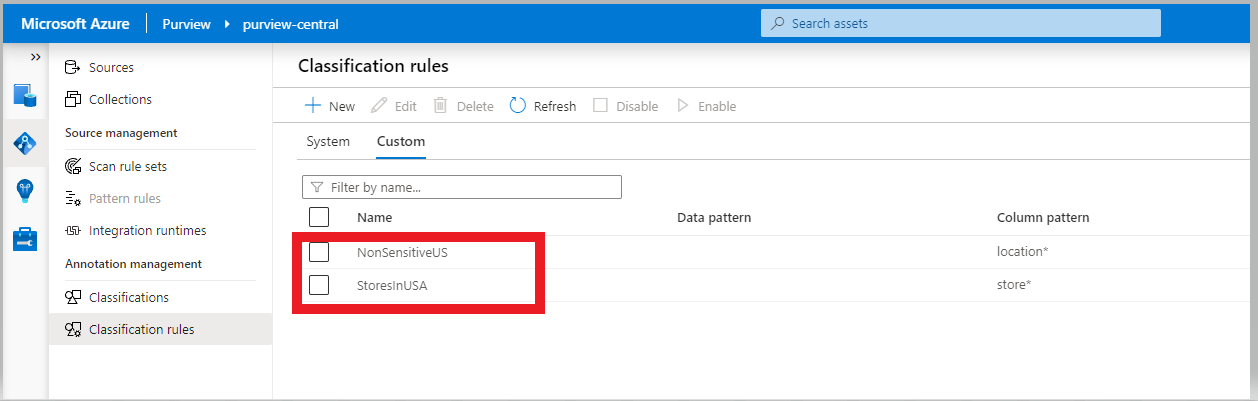 Microsoft Azure Purview purview-central Search assets
Sources
Collections
Source management
Scan rule sets
Pattern rules
Integration runtimes
Annotation management
Classifications
Classification rules
Classification rules
New Edit Delete Refresh Disable Enable
System Custom
Filter by name...
Name Data pattern Column pattern
NonSensitiveUS location*
StoresInUSA store*